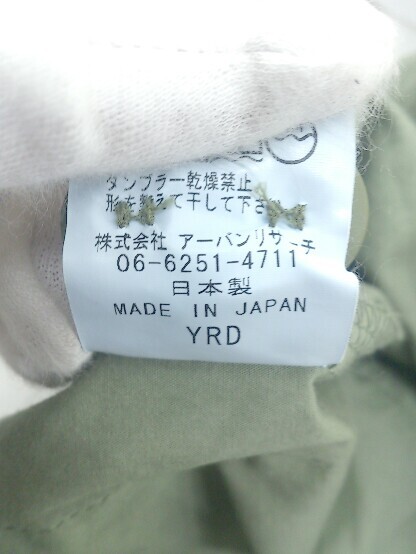 タンブラー乾燥禁止
形を整えて干して下さい
株式会社 アーバンリサーチ
06-6251-4711
日本製
MADE IN JAPAN
YRD